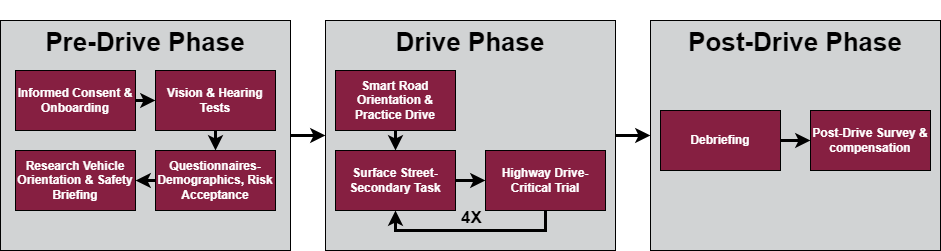 Pre-Drive Phase
Informed Consent &
Onboarding
Vision & Hearing
Tests
Questionnaires-
Demographics, Risk
Acceptance
Research Vehicle
Orientation & Safety
Briefing
Drive Phase
Smart Road
Orientation &
Practice Drive
Surface Street-
Secondary Task
Highway Drive-
Critical Trial
4X
Post-Drive Phase
Debriefing
Post-Drive Survey &
compensation